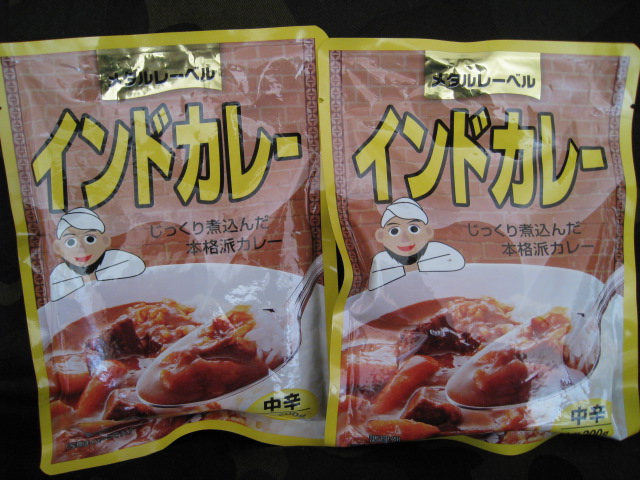 メタルレーベル
インドカレー
じっくり煮込んだ
本格派カレー
中辛
200g
メタルレーベル
インドカレー
じっくり煮込んだ
本格派カレー
中辛
200g